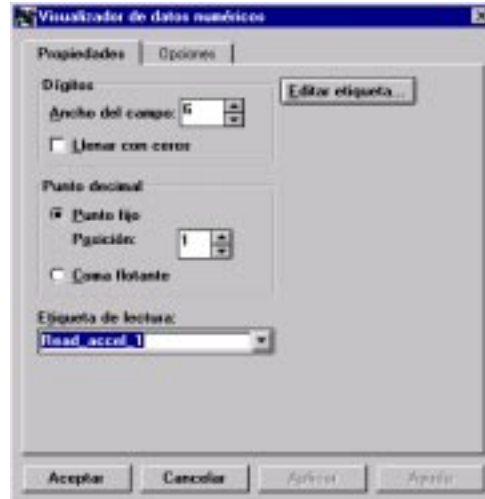 Visualizador de datos numéricos
Propiedades Opciones
Dígitos
Ancho del campo: 6
Editar etiqueta...
Llenar con ceros
Punto decimal
Punto fijo
Posición: 1
Coma flotante
Etiqueta de lectura:
Read_accel_1
Aceptar Cancelar Aplicar Ayuda